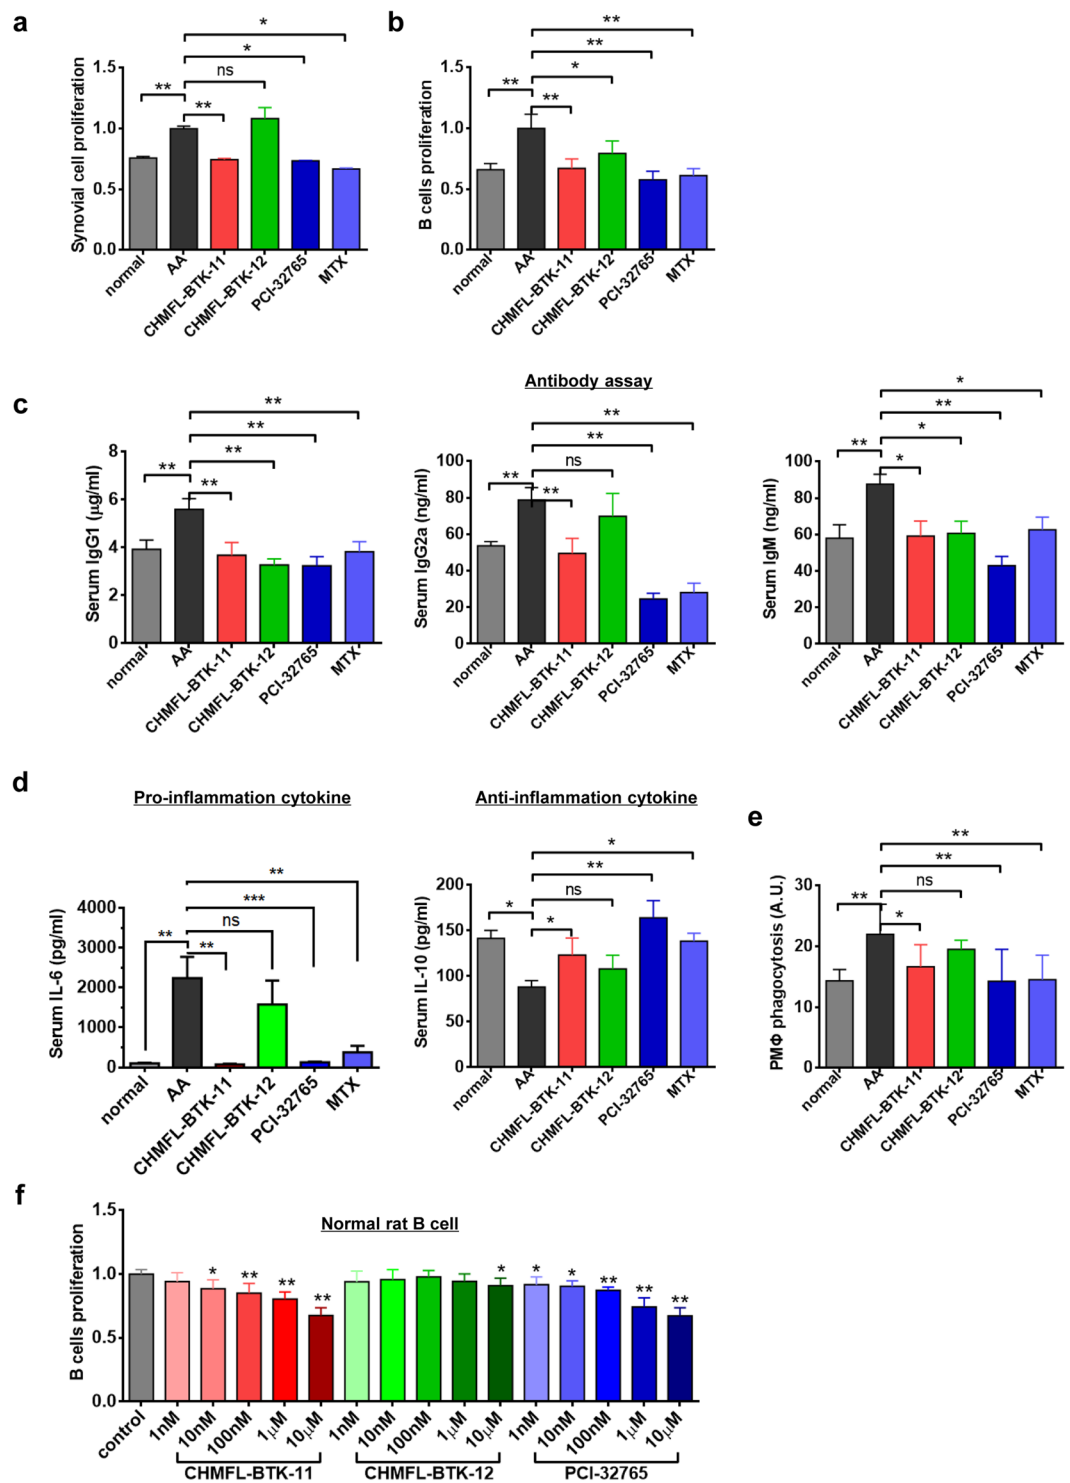 a
*
*
ns
**
**
Synovial cell proliferation
1.5
1.0
0.5
0.0
normal
AA
CHMFL-BTK-11
CHMFL-BTK-12
PCI-32765
MTX
b
**
**
*
**
**
B cells proliferation
1.5
1.0
0.5
0.0
normal
AA
CHMFL-BTK-11
CHMFL-BTK-12
PCI-32765
MTX
c
Antibody assay
**
**
**
**
**
Serum IgG1 (μg/ml)
8
6
4
2
0
normal
AA
CHMFL-BTK-11
CHMFL-BTK-12
PCI-32765
MTX
**
**
ns
**
**
Serum IgG2a (ng/ml)
100
80
60
40
20
0
normal
AA
CHMFL-BTK-11
CHMFL-BTK-12
PCI-32765
MTX
*
**
*
**
*
Serum IgM (ng/ml)
100
80
60
40
20
0
normal
AA
CHMFL-BTK-11
CHMFL-BTK-12
PCI-32765
MTX
d
Pro-inflammation cytokine
**
***
ns
**
**
Serum IL-6 (pg/ml)
4000
3000
2000
1000
0
normal
AA
CHMFL-BTK-11
CHMFL-BTK-12
PCI-32765
MTX
Anti-inflammation cytokine
*
**
ns
*
*
Serum IL-10 (pg/ml)
200
150
100
50
0
normal
AA
CHMFL-BTK-11
CHMFL-BTK-12
PCI-32765
MTX
e
**
**
ns
**
*
PMΦ phagocytosis (A.U.)
30
20
10
0
normal
AA
CHMFL-BTK-11
CHMFL-BTK-12
PCI-32765
MTX
f
Normal rat B cell
B cells proliferation
1.5
1.0
0.5
0.0
* ** ** ** * * * ** ** **
control
1nM
10nM
100nM
1μM
10μM
1nM
10nM
100nM
1μM
10μM
1nM
10nM
100nM
1μM
10μM
CHMFL-BTK-11
CHMFL-BTK-12
PCI-32765